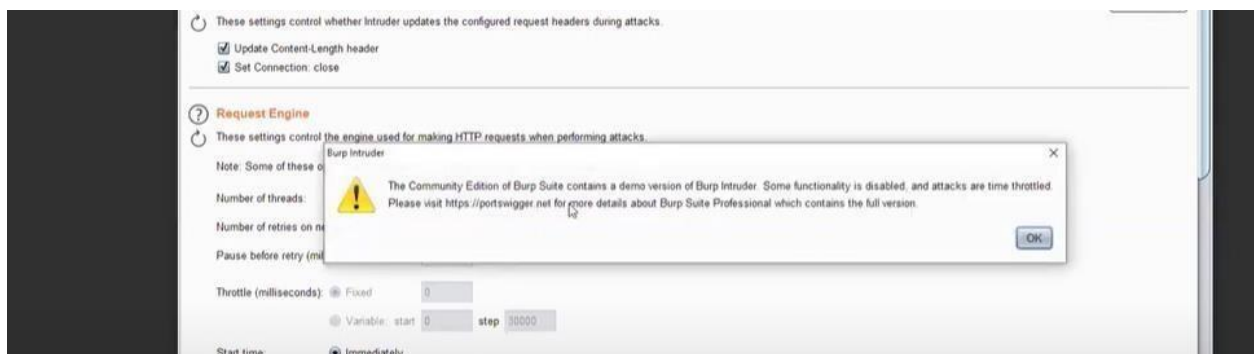 These settings control whether Intruder updates the configured request headers during attacks.
Update Content-Length header
Set Connection: close
Request Engine
These settings control the engine used for making HTTP requests when performing attacks.
Note: Some of these o
Burp Intruder
The Community Edition of Burp Suite contains a demo version of Burp Intruder. Some functionality is disabled, and attacks are time throttled.
Please visit https://portswigger.net for more details about Burp Suite Professional which contains the full version.
OK
Number of threads:
Number of retries on ne
Pause before retry (mil
Throttle (milliseconds): Fixed 0
Variable: start 0 step 30000
Start time: Immediately